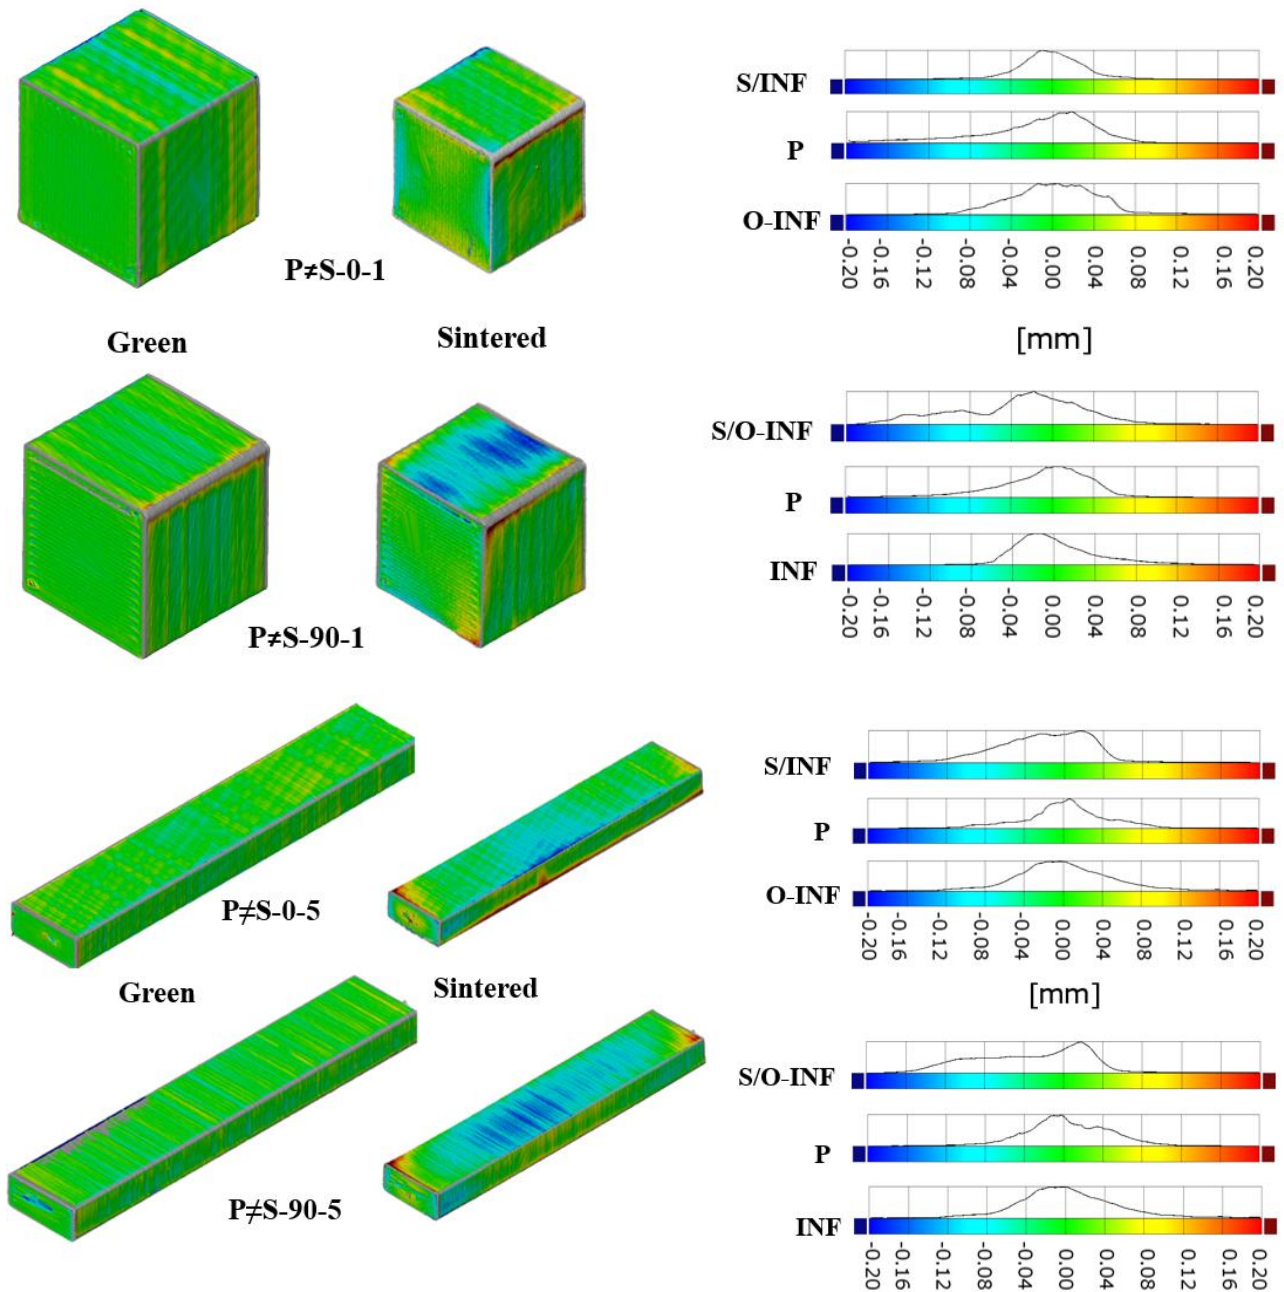 S/INF
P
O-INF
-0.20 -0.16 -0.12 -0.08 -0.04 0.00 0.04 0.08 0.12 0.16 0.20
P≠S-0-1
Green
Sintered
[mm]
S/O-INF
P
INF
-0.20 -0.16 -0.12 -0.08 -0.04 0.00 0.04 0.08 0.12 0.16 0.20
P≠S-90-1
S/INF
P
O-INF
-0.20 -0.16 -0.12 -0.08 -0.04 0.00 0.04 0.08 0.12 0.16 0.20
P≠S-0-5
Green
Sintered
[mm]
S/O-INF
P
INF
-0.20 -0.16 -0.12 -0.08 -0.04 0.00 0.04 0.08 0.12 0.16 0.20
P≠S-90-5